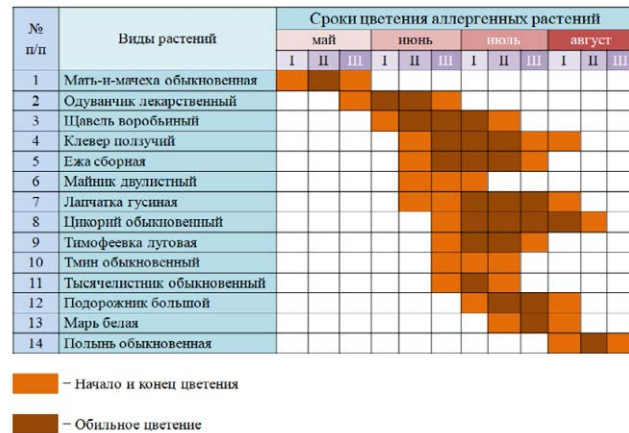 № п/п Виды растений Сроки цветения аллергенных растений
май июнь июль август
I II III I II III I II III I II III
1 Мать-и-мачеха обыкновенная
2 Одуванчик лекарственный
3 Щавель воробьиный
4 Клевер ползучий
5 Ежа сборная
6 Майник двулистный
7 Лапчатка гусиная
8 Цикорий обыкновенный
9 Тимофеевка луговая
10 Тмин обыкновенный
11 Тысячелистник обыкновенный
12 Подорожник большой
13 Марь белая
14 Полынь обыкновенная
– Начало и конец цветения
– Обильное цветение